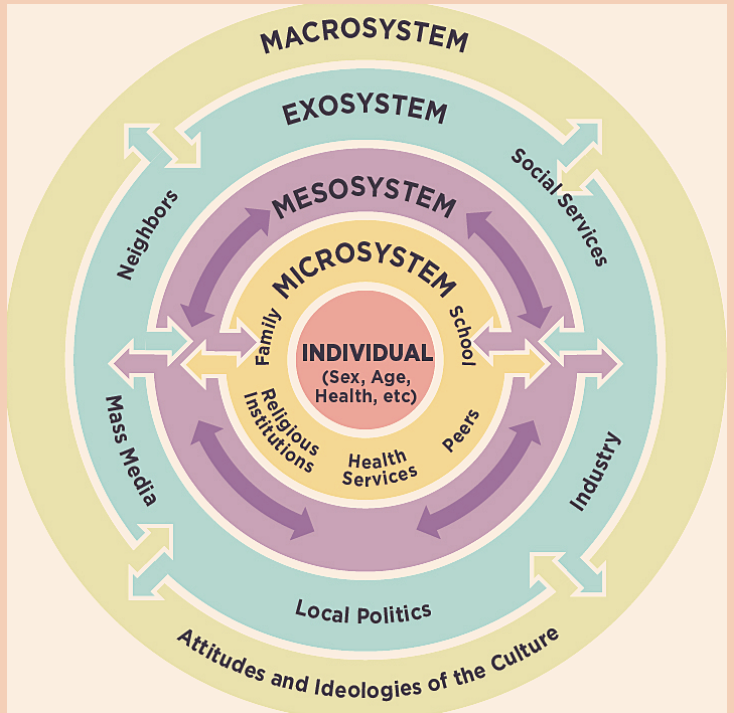 MACROSYSTEM
EXOSYSTEM
Social Services
Neighbors
MESOSYSTEM
MICROSYSTEM
Family
School
INDIVIDUAL
(Sex, Age,
Health, etc)
Religious
Institutions
Health
Services
Peers
Mass Media
Industry
Local Politics
Attitudes and Ideologies of the Culture